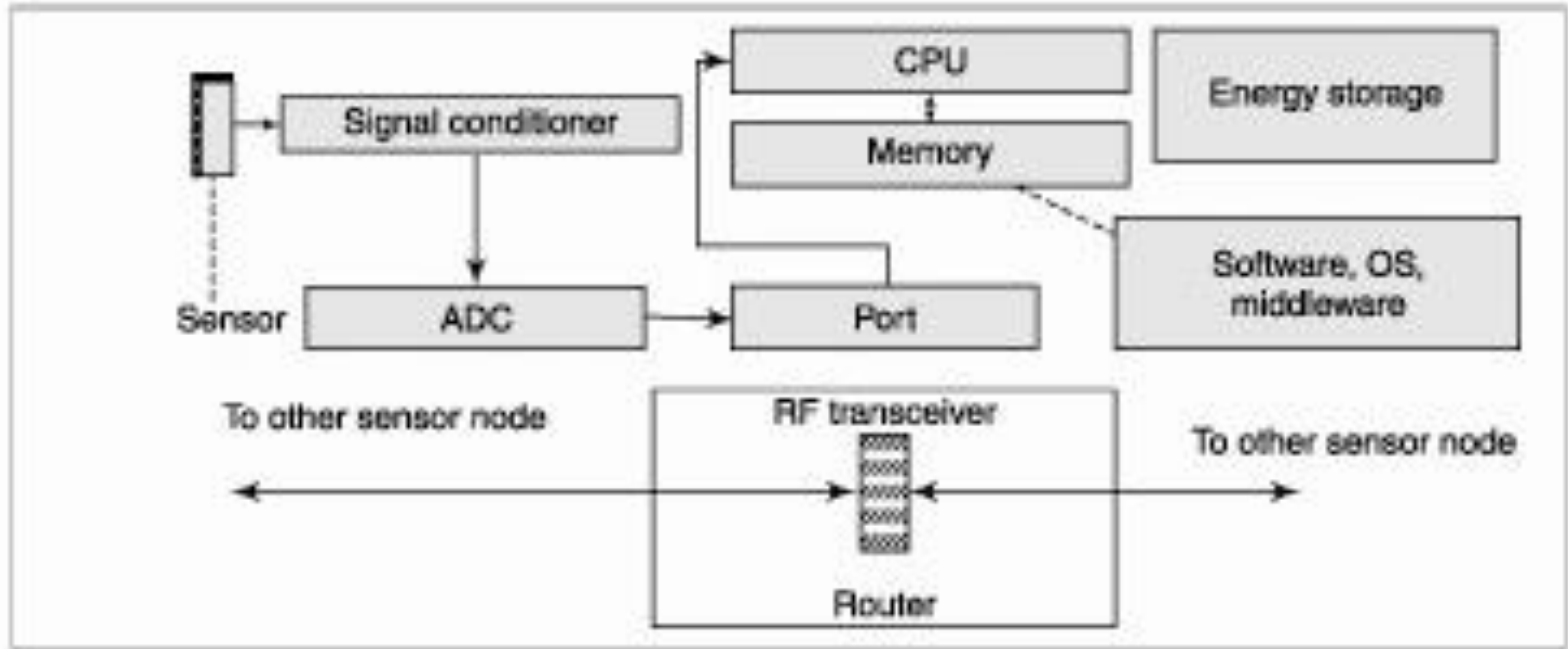 CPU
Energy storage
Signal conditioner
Memory
Software, OS,
middleware
Sensor
ADC
Port
To other sensor node
RF transceiver
To other sensor node
Router